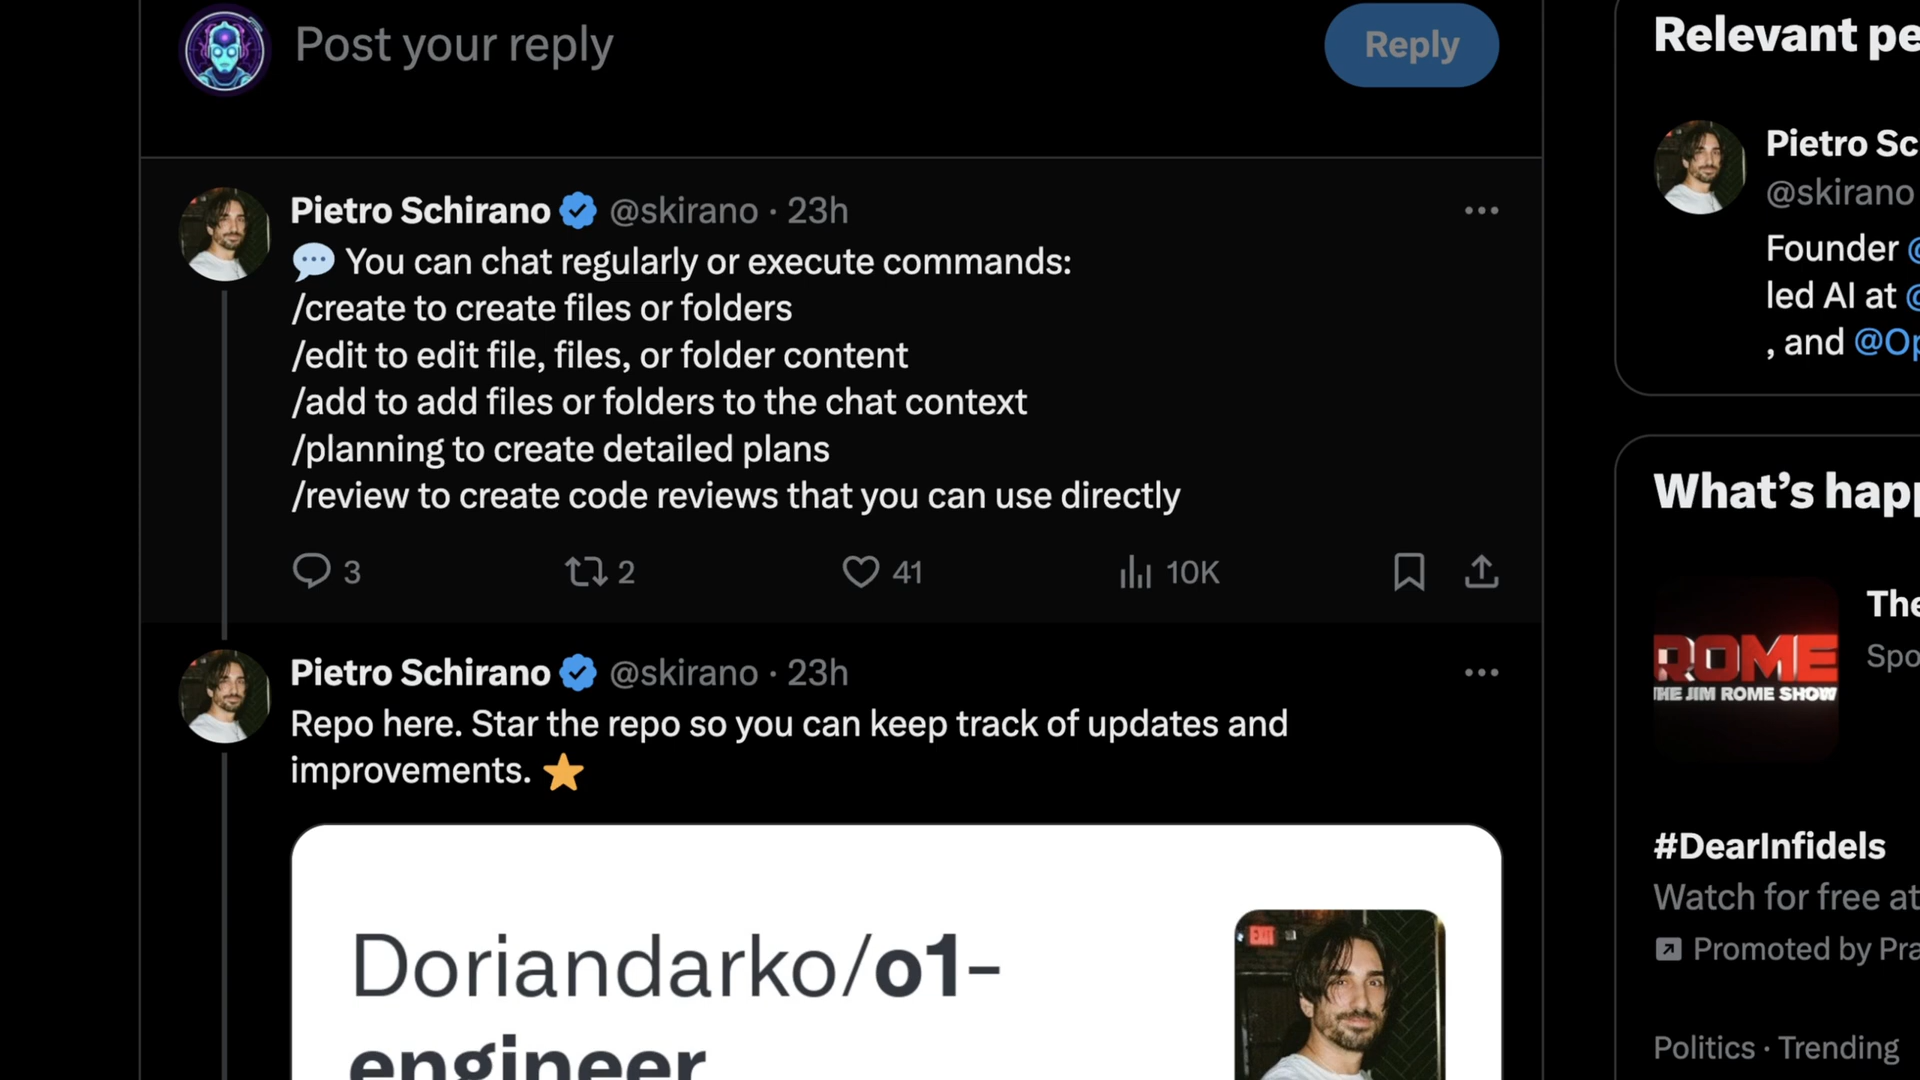 Post your reply
Reply
Pietro Schirano @skirano · 23h
💬 You can chat regularly or execute commands:
/create to create files or folders
/edit to edit file, files, or folder content
/add to add files or folders to the chat context
/planning to create detailed plans
/review to create code reviews that you can use directly
3 2 41 10K
Pietro Schirano @skirano · 23h
Repo here. Star the repo so you can keep track of updates and
improvements. ⭐
Doriandarko/o1-
engineer
EXIT
Relevant pe
Pietro Sc
@skirano
Founder @
led AI at @
, and @Op
What’s happ
ROME
THE JIM ROME SHOW
The
Spo
#DearInfidels
Watch for free at
Promoted by Pra
Politics · Trending